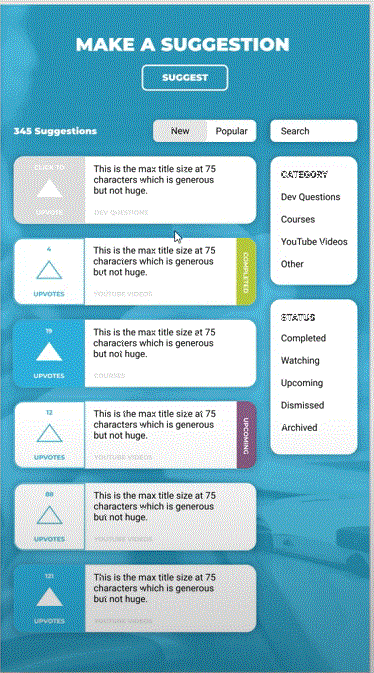 MAKE A SUGGESTION
SUGGEST
345 Suggestions
New
Popular
Search
CLICK TO
UPVOTE
This is the max title size at 75
characters which is generous
but not huge.
DEV QUESTIONS
4
UPVOTES
This is the max title size at 75
characters which is generous
but not huge.
YOUTUBE VIDEOS
COMPLETED
19
UPVOTES
This is the max title size at 75
characters which is generous
but not huge.
COURSES
12
UPVOTES
This is the max title size at 75
characters which is generous
but not huge.
YOUTUBE VIDEOS
UPCOMING
88
UPVOTES
This is the max title size at 75
characters which is generous
but not huge.
YOUTUBE VIDEOS
121
UPVOTES
This is the max title size at 75
characters which is generous
but not huge.
YOUTUBE VIDEOS
CATEGORY
Dev Questions
Courses
YouTube Videos
Other
STATUS
Completed
Watching
Upcoming
Dismissed
Archived